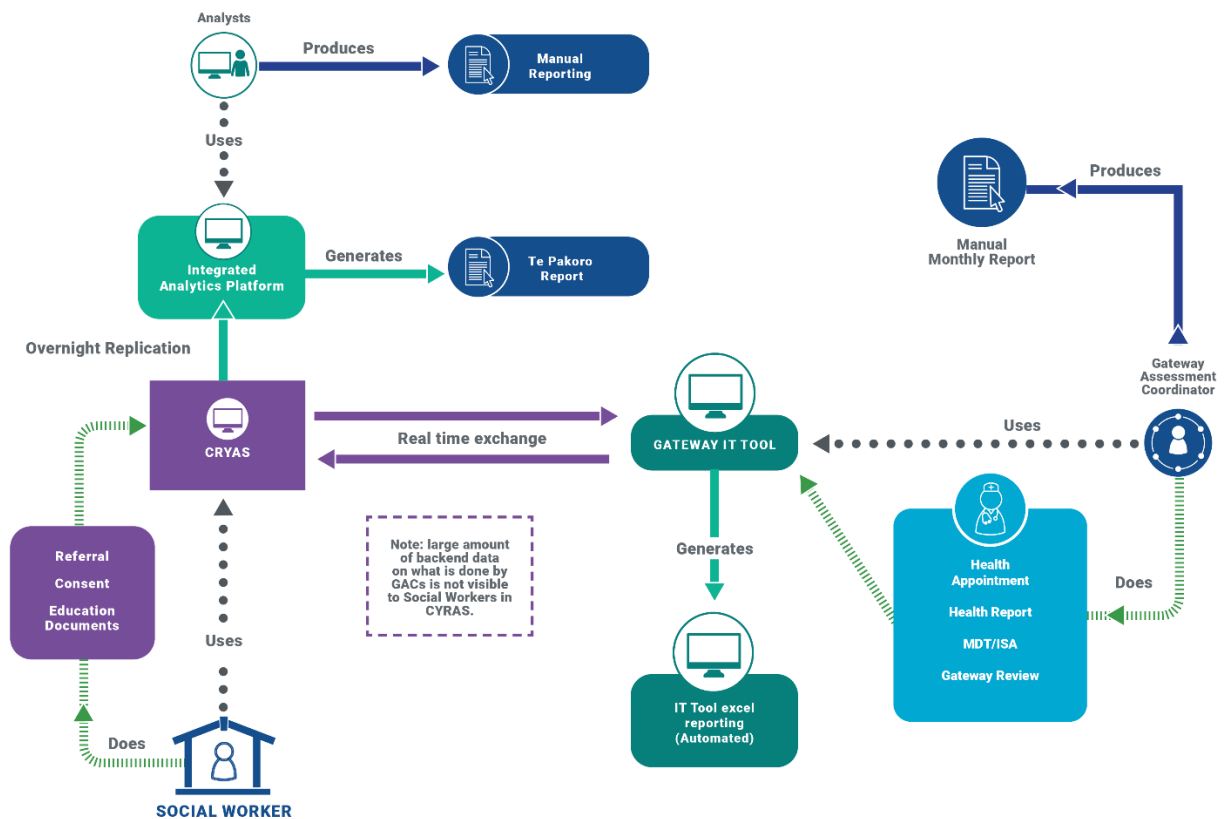 Analysts
Produces
Manual
Reporting
Uses
Integrated
Analytics Platform
Generates
Te Pakoro
Report
Produces
Manual
Monthly Report
Overnight Replication
Gateway
Assessment
Coordinator
CRYAS
Real time exchange
GATEWAY IT TOOL
Uses
Referral
Consent
Education
Documents
Note: large amount
of backend data
on what is done by
GACs is not visible
to Social Workers in
CYRAS.
Generates
Health
Appointment
Health Report
MDT/ISA
Gateway Review
Does
Uses
IT Tool excel
reporting
(Automated)
Does
SOCIAL WORKER